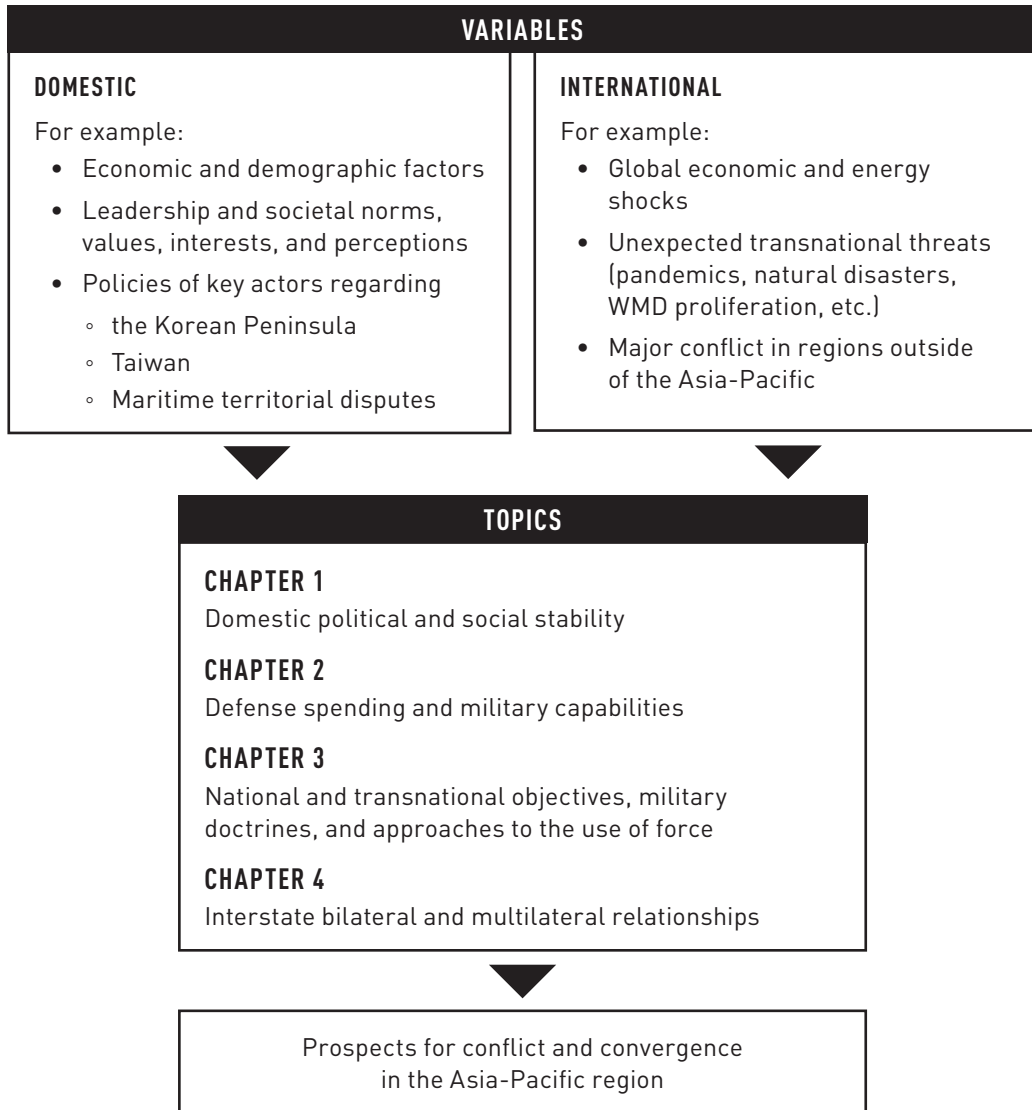 VARIABLES
DOMESTIC
For example:
• Economic and demographic factors
• Leadership and societal norms,
values, interests, and perceptions
• Policies of key actors regarding
◦ the Korean Peninsula
◦ Taiwan
◦ Maritime territorial disputes
INTERNATIONAL
For example:
• Global economic and energy
shocks
• Unexpected transnational threats
(pandemics, natural disasters,
WMD proliferation, etc.)
• Major conflict in regions outside
of the Asia-Pacific
TOPICS
CHAPTER 1
Domestic political and social stability
CHAPTER 2
Defense spending and military capabilities
CHAPTER 3
National and transnational objectives, military
doctrines, and approaches to the use of force
CHAPTER 4
Interstate bilateral and multilateral relationships
Prospects for conflict and convergence
in the Asia-Pacific region